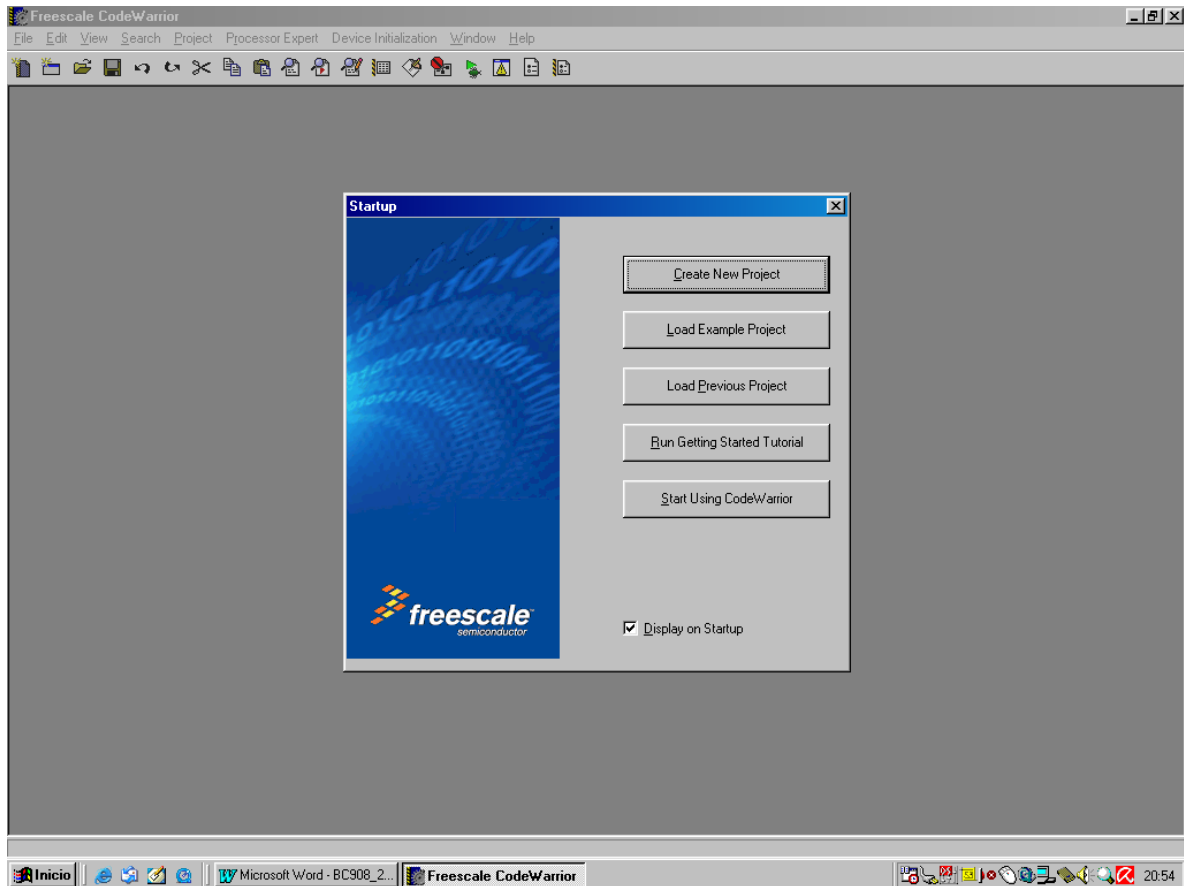 Freescale CodeWarrior
File Edit View Search Project Processor Expert Device Initialization Window Help
Startup
Create New Project
Load Example Project
Load Previous Project
Run Getting Started Tutorial
Start Using CodeWarrior
freescale
semiconductor
Display on Startup
Inicio Microsoft Word - BC908_2... Freescale CodeWarrior 20:54